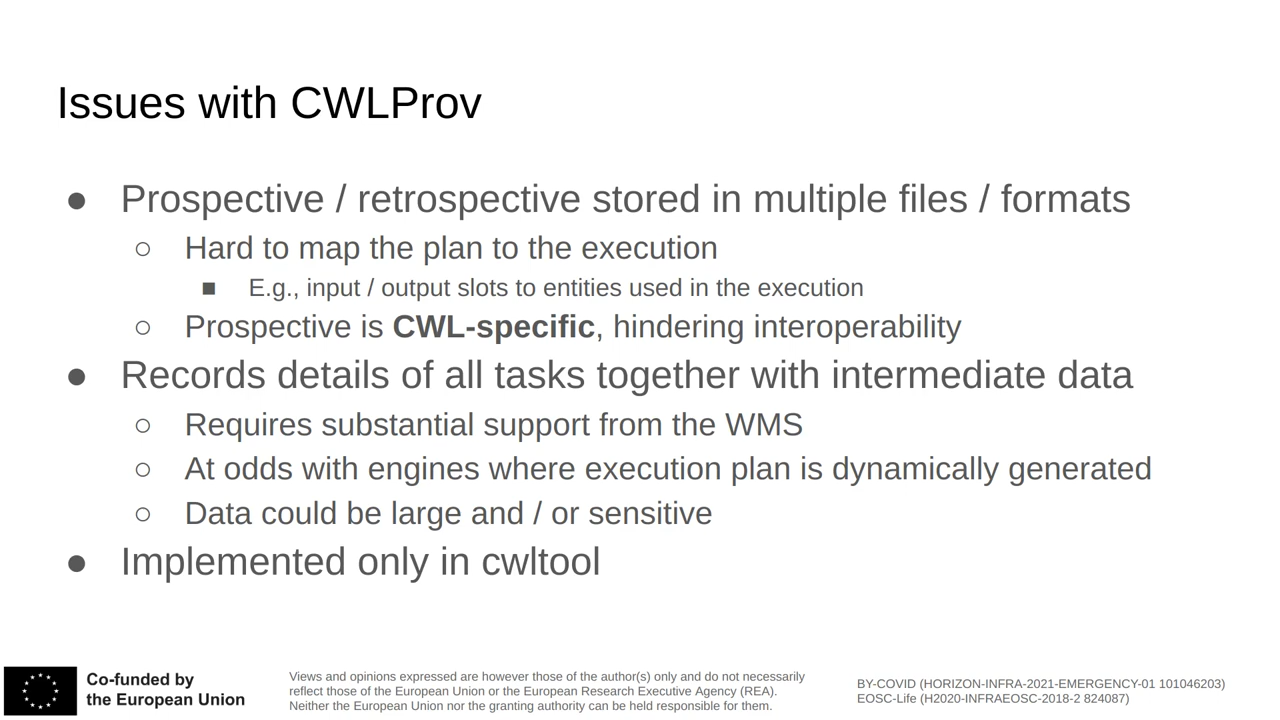 Issues with CWLProv
● Prospective / retrospective stored in multiple files / formats
○ Hard to map the plan to the execution
■ E.g., input / output slots to entities used in the execution
○ Prospective is CWL-specific, hindering interoperability
● Records details of all tasks together with intermediate data
○ Requires substantial support from the WMS
○ At odds with engines where execution plan is dynamically generated
○ Data could be large and / or sensitive
● Implemented only in cwltool
Co-funded by
the European Union
Views and opinions expressed are however those of the author(s) only and do not necessarily
reflect those of the European Union or the European Research Executive Agency (REA).
Neither the European Union nor the granting authority can be held responsible for them.
BY-COVID (HORIZON-INFRA-2021-EMERGENCY-01 101046203)
EOSC-Life (H2020-INFRAEOSC-2018-2 824087)